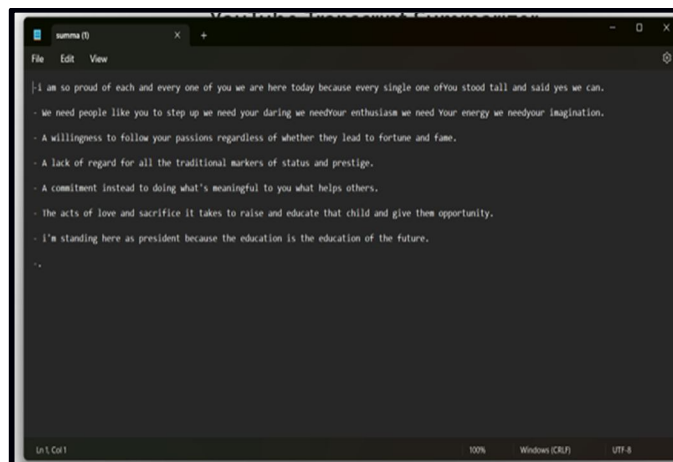 YouTube Transcript Summarizer
summa (1)
File Edit View
-i am so proud of each and every one of you we are here today because every single one ofYou stood tall and said yes we can.
- We need people like you to step up we need your daring we needYour enthusiasm we need Your energy we needyour imagination.
- A willingness to follow your passions regardless of whether they lead to fortune and fame.
- A lack of regard for all the traditional markers of status and prestige.
- A commitment instead to doing what's meaningful to you what helps others.
- The acts of love and sacrifice it takes to raise and educate that child and give them opportunity.
- i'm standing here as president because the education is the education of the future.
-.
Ln 1, Col 1 100% Windows (CRLF) UTF-8